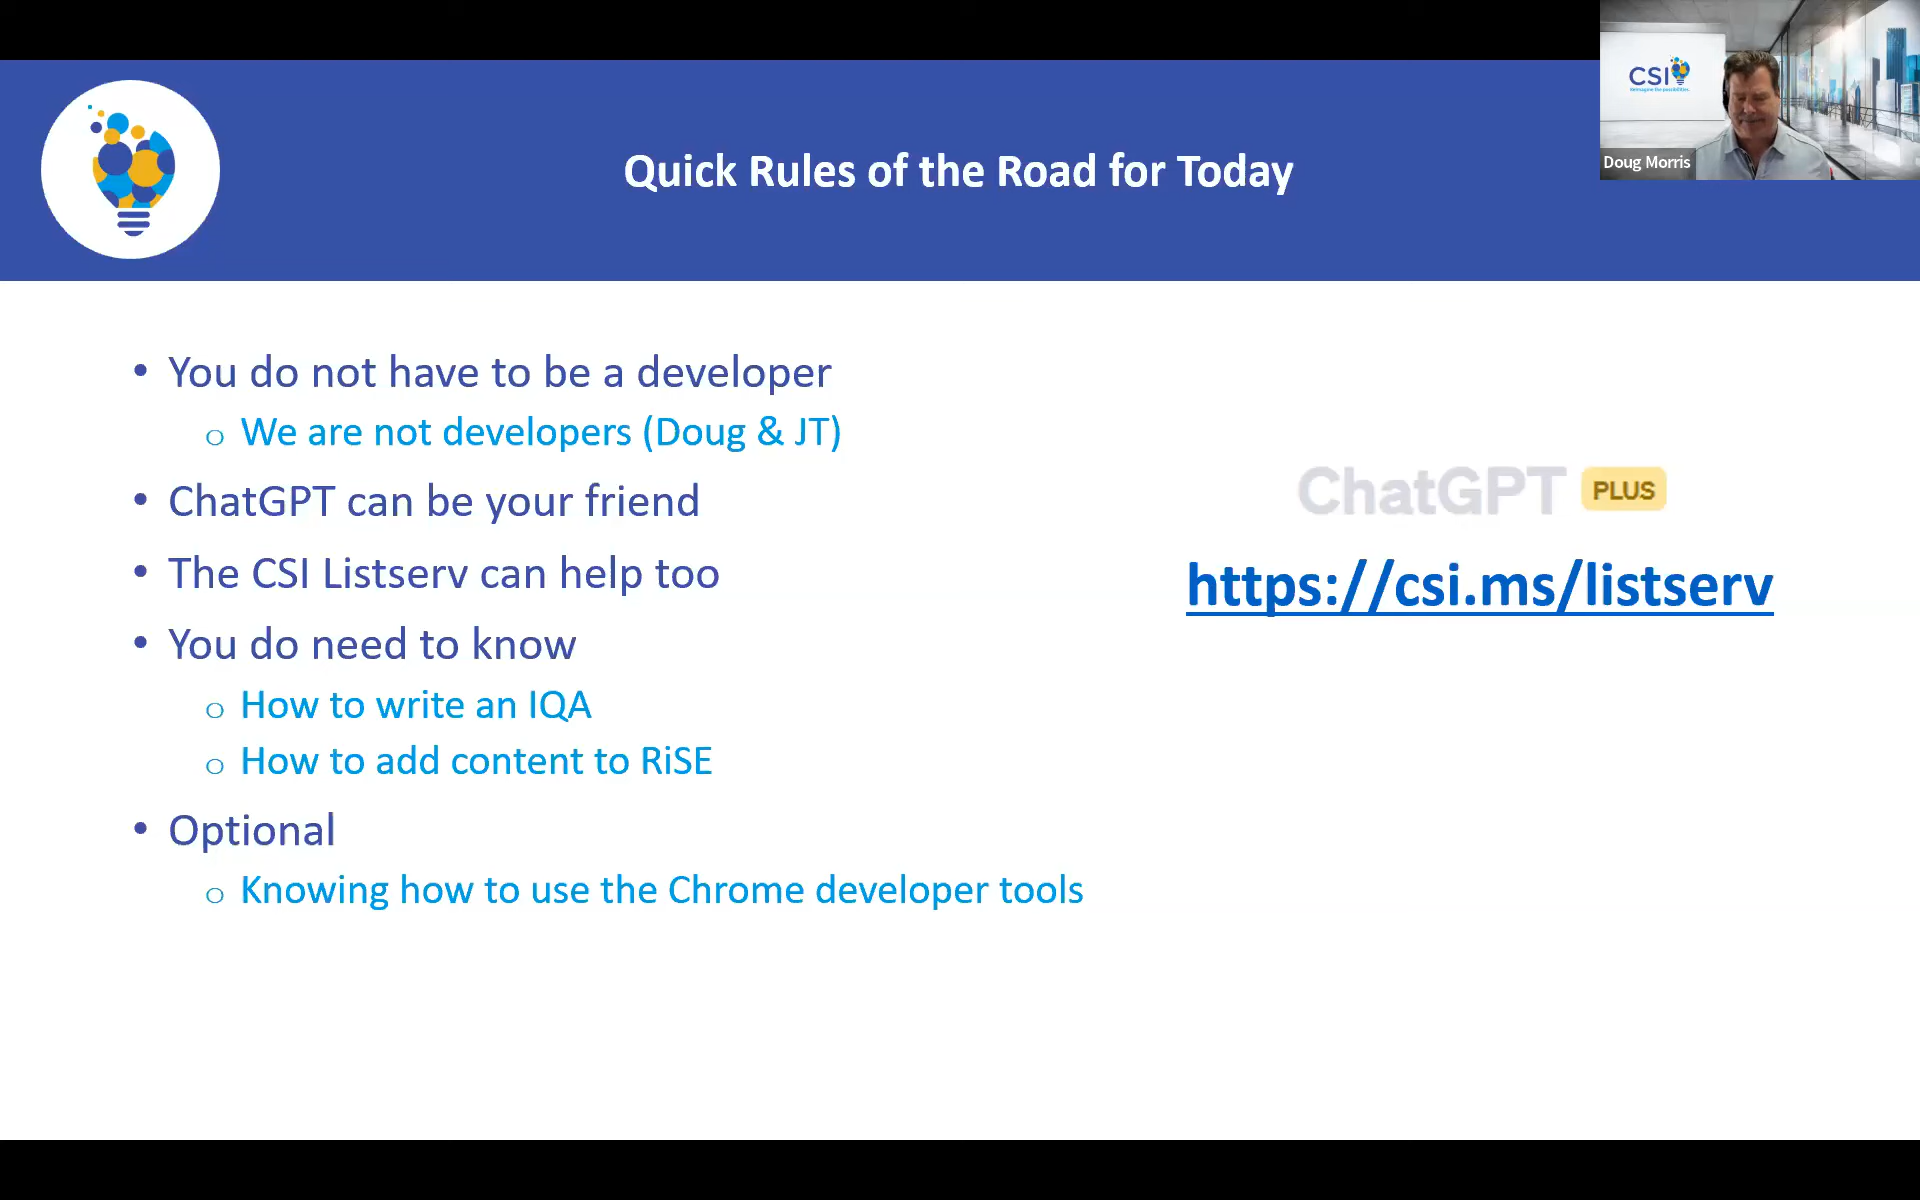 Quick Rules of the Road for Today
CSI
Doug Morris
• You do not have to be a developer
o We are not developers (Doug & JT)
• ChatGPT can be your friend
• The CSI Listserv can help too
• You do need to know
o How to write an IQA
o How to add content to RiSE
• Optional
o Knowing how to use the Chrome developer tools
ChatGPT PLUS
https://csi.ms/listserv